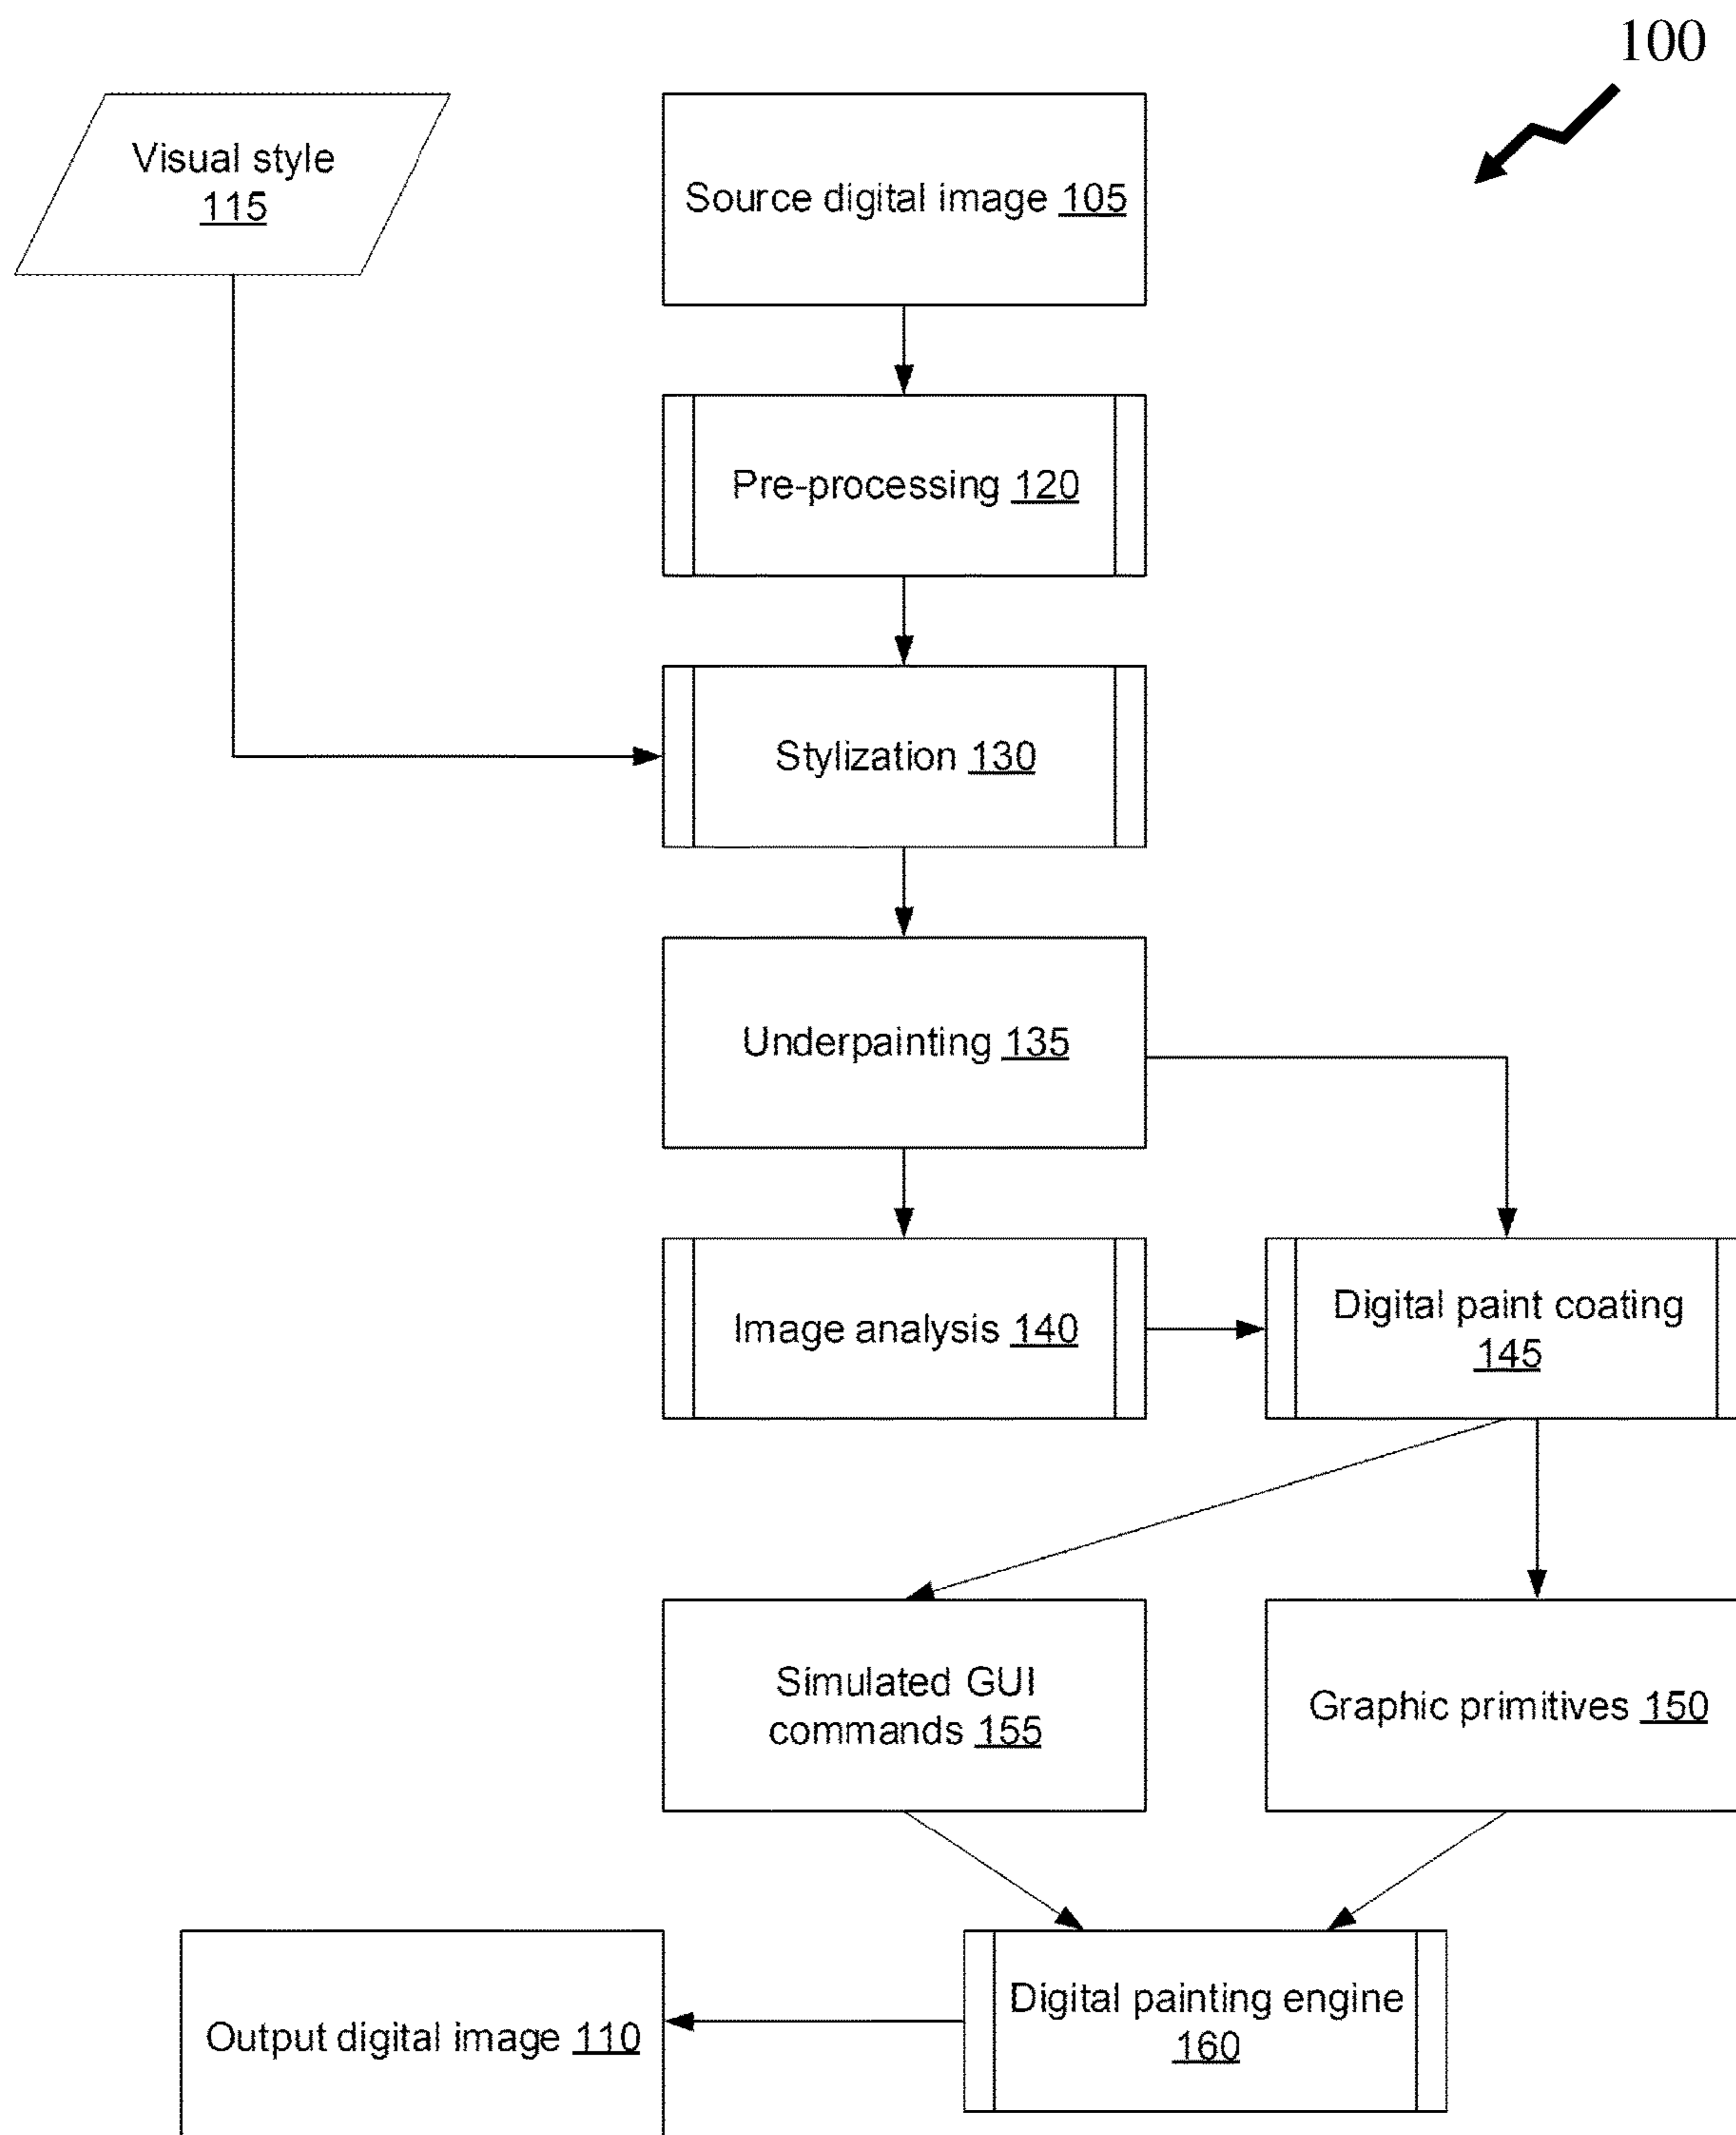 100
Visual style
115
Source digital image 105
Pre-processing 120
Stylization 130
Underpainting 135
Image analysis 140
Digital paint coating
145
Simulated GUI
commands 155
Graphic primitives 150
Digital painting engine
160
Output digital image 110